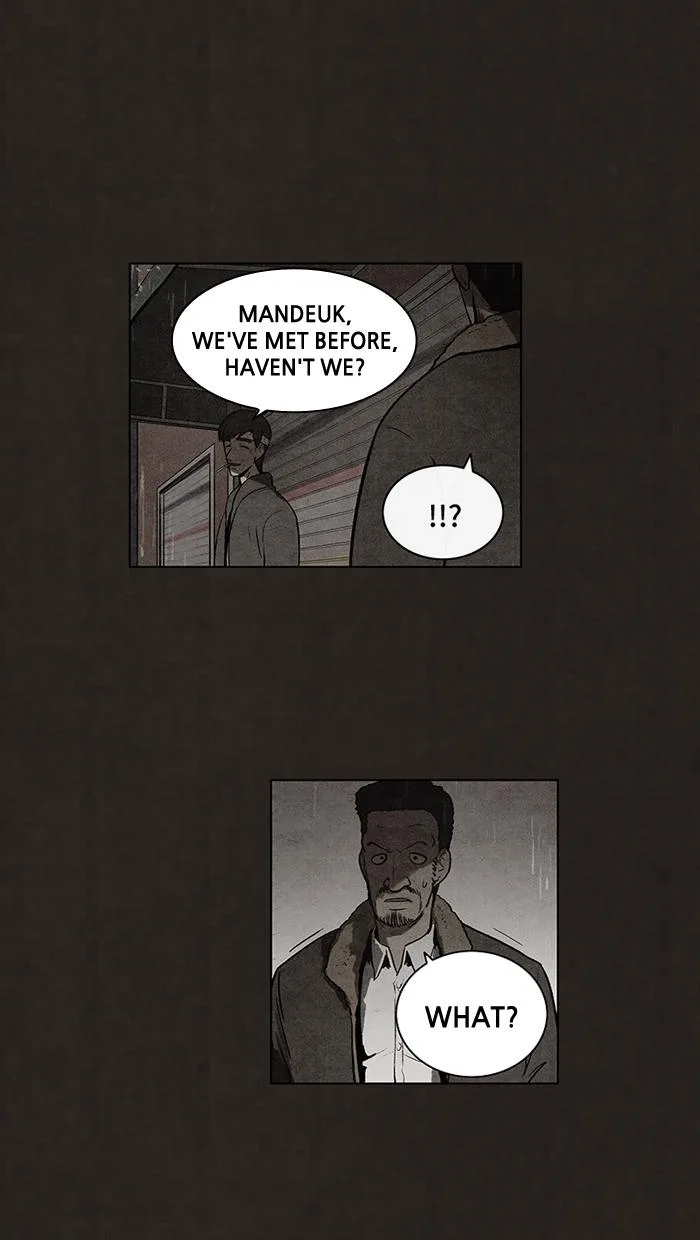 MANDEUK,
WE'VE MET BEFORE,
HAVEN'T WE?
!!?
WHAT?